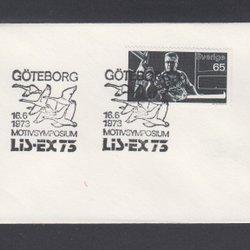 GÖTEBORG
16.6
1973
MOTIVSYMPOSIUM
LiS-EX 73
GÖTEBORG
16.6
1973
MOTIVSYMPOSIUM
LiS-EX 73
Sverige
65